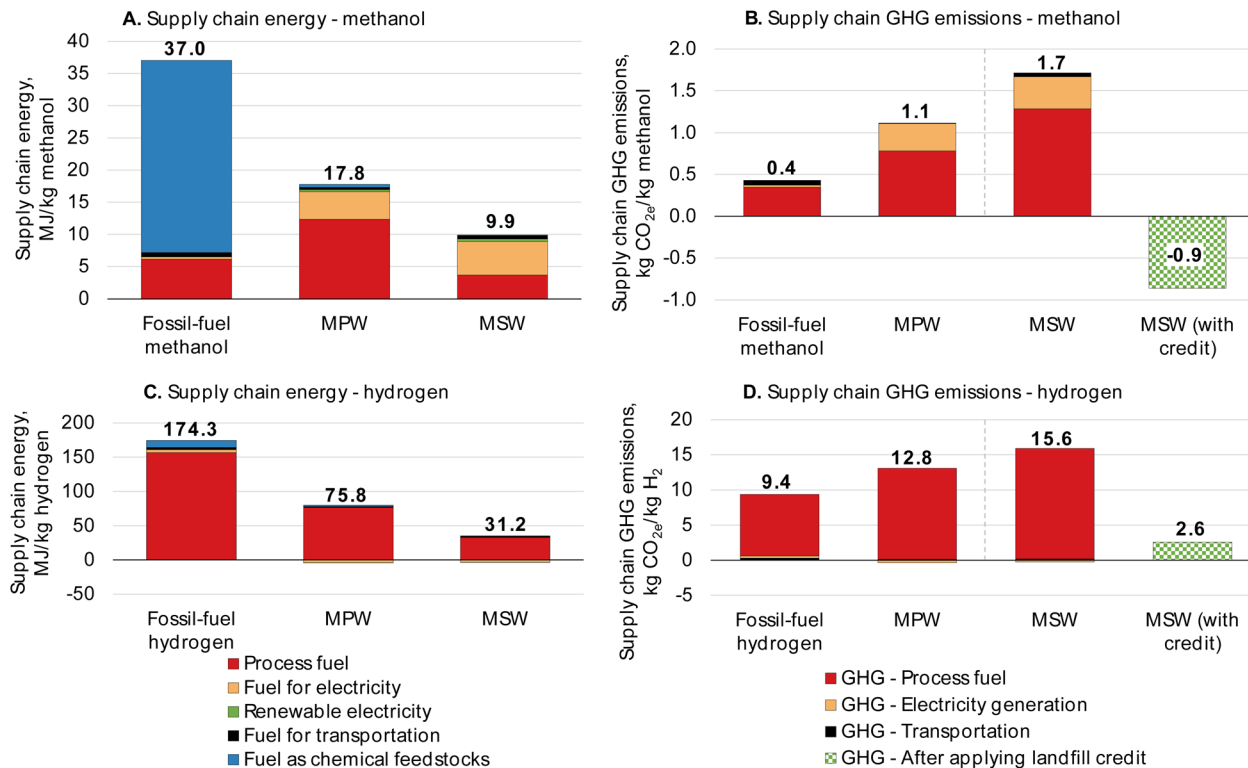 A. Supply chain energy - methanol
Supply chain energy,
MJ/kg methanol
40
35
30
25
20
15
10
5
0
37.0
17.8
9.9
Fossil-fuel
methanol
MPW
MSW
B. Supply chain GHG emissions - methanol
Supply chain GHG emissions,
kg CO2e/kg methanol
2.0
1.5
1.0
0.5
0.0
-0.5
-1.0
0.4
1.1
1.7
-0.9
Fossil-fuel
methanol
MPW
MSW
MSW (with
credit)
C. Supply chain energy - hydrogen
Supply chain energy,
MJ/kg hydrogen
200
150
100
50
0
-50
174.3
75.8
31.2
Fossil-fuel
hydrogen
MPW
MSW
Process fuel
Fuel for electricity
Renewable electricity
Fuel for transportation
Fuel as chemical feedstocks
D. Supply chain GHG emissions - hydrogen
Supply chain GHG emissions,
kg CO2e/kg H2
20
15
10
5
0
-5
9.4
12.8
15.6
2.6
Fossil-fuel
hydrogen
MPW
MSW
MSW (with
credit)
GHG - Process fuel
GHG - Electricity generation
GHG - Transportation
GHG - After applying landfill credit